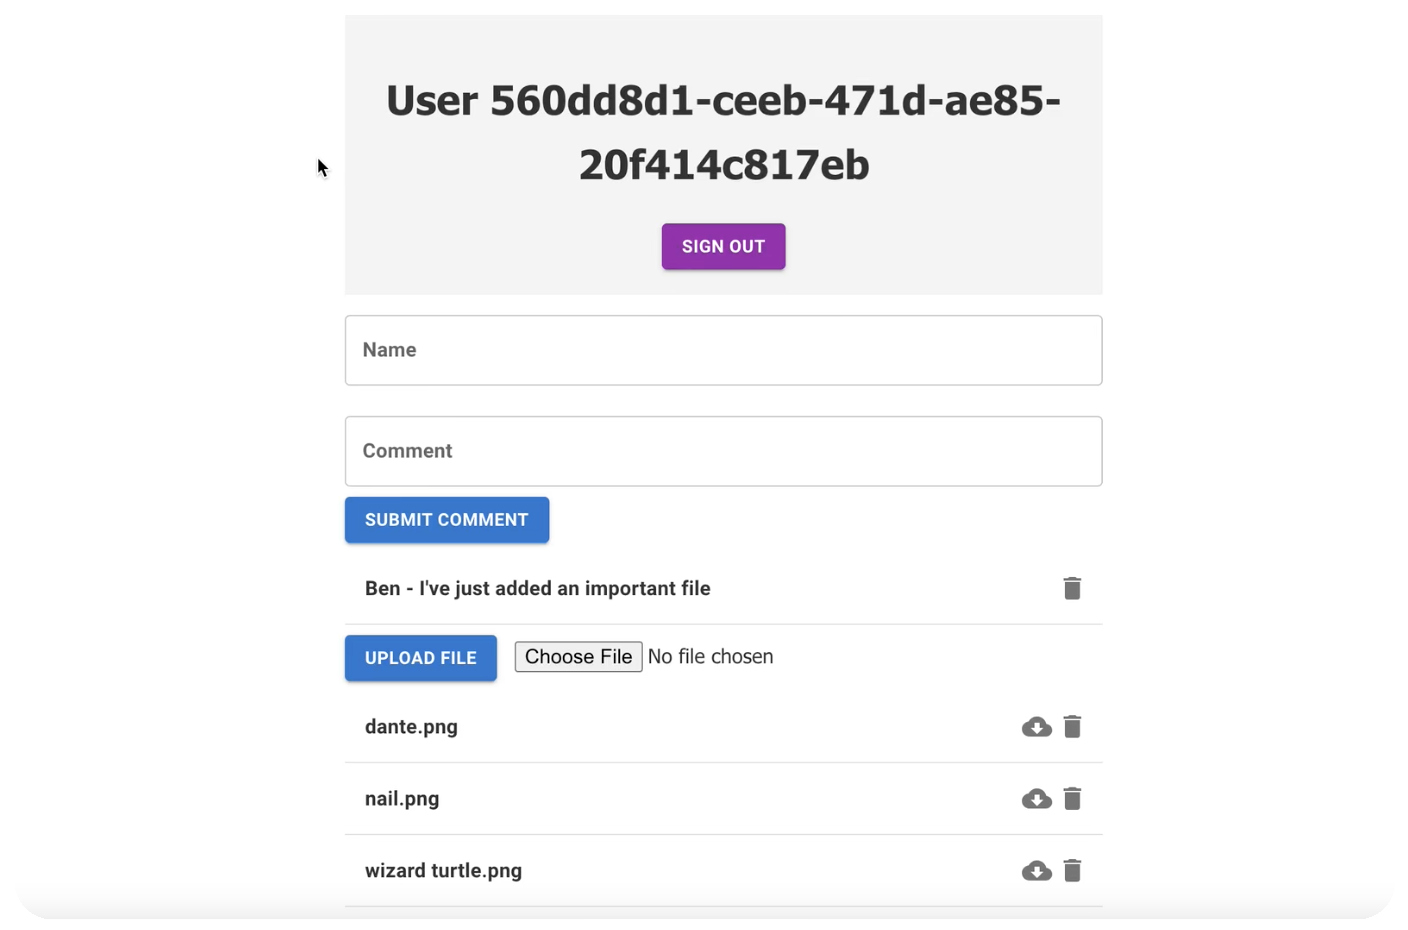 User 560dd8d1-ceeb-471d-ae85-
20f414c817eb
SIGN OUT
Name
Comment
SUBMIT COMMENT
Ben - I've just added an important file
UPLOAD FILE Choose File No file chosen
dante.png
nail.png
wizard turtle.png